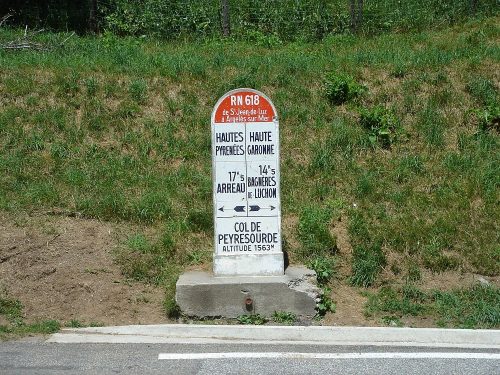 RN 618
de St Jean de Luz
à Argelès sur Mer
HAUTES PYRÉNÉES
HAUTE GARONNE
17K5
ARREAU
14K5
BAGNÈRES DE LUCHON
COL DE
PEYRESOURDE
ALTITUDE 1563M